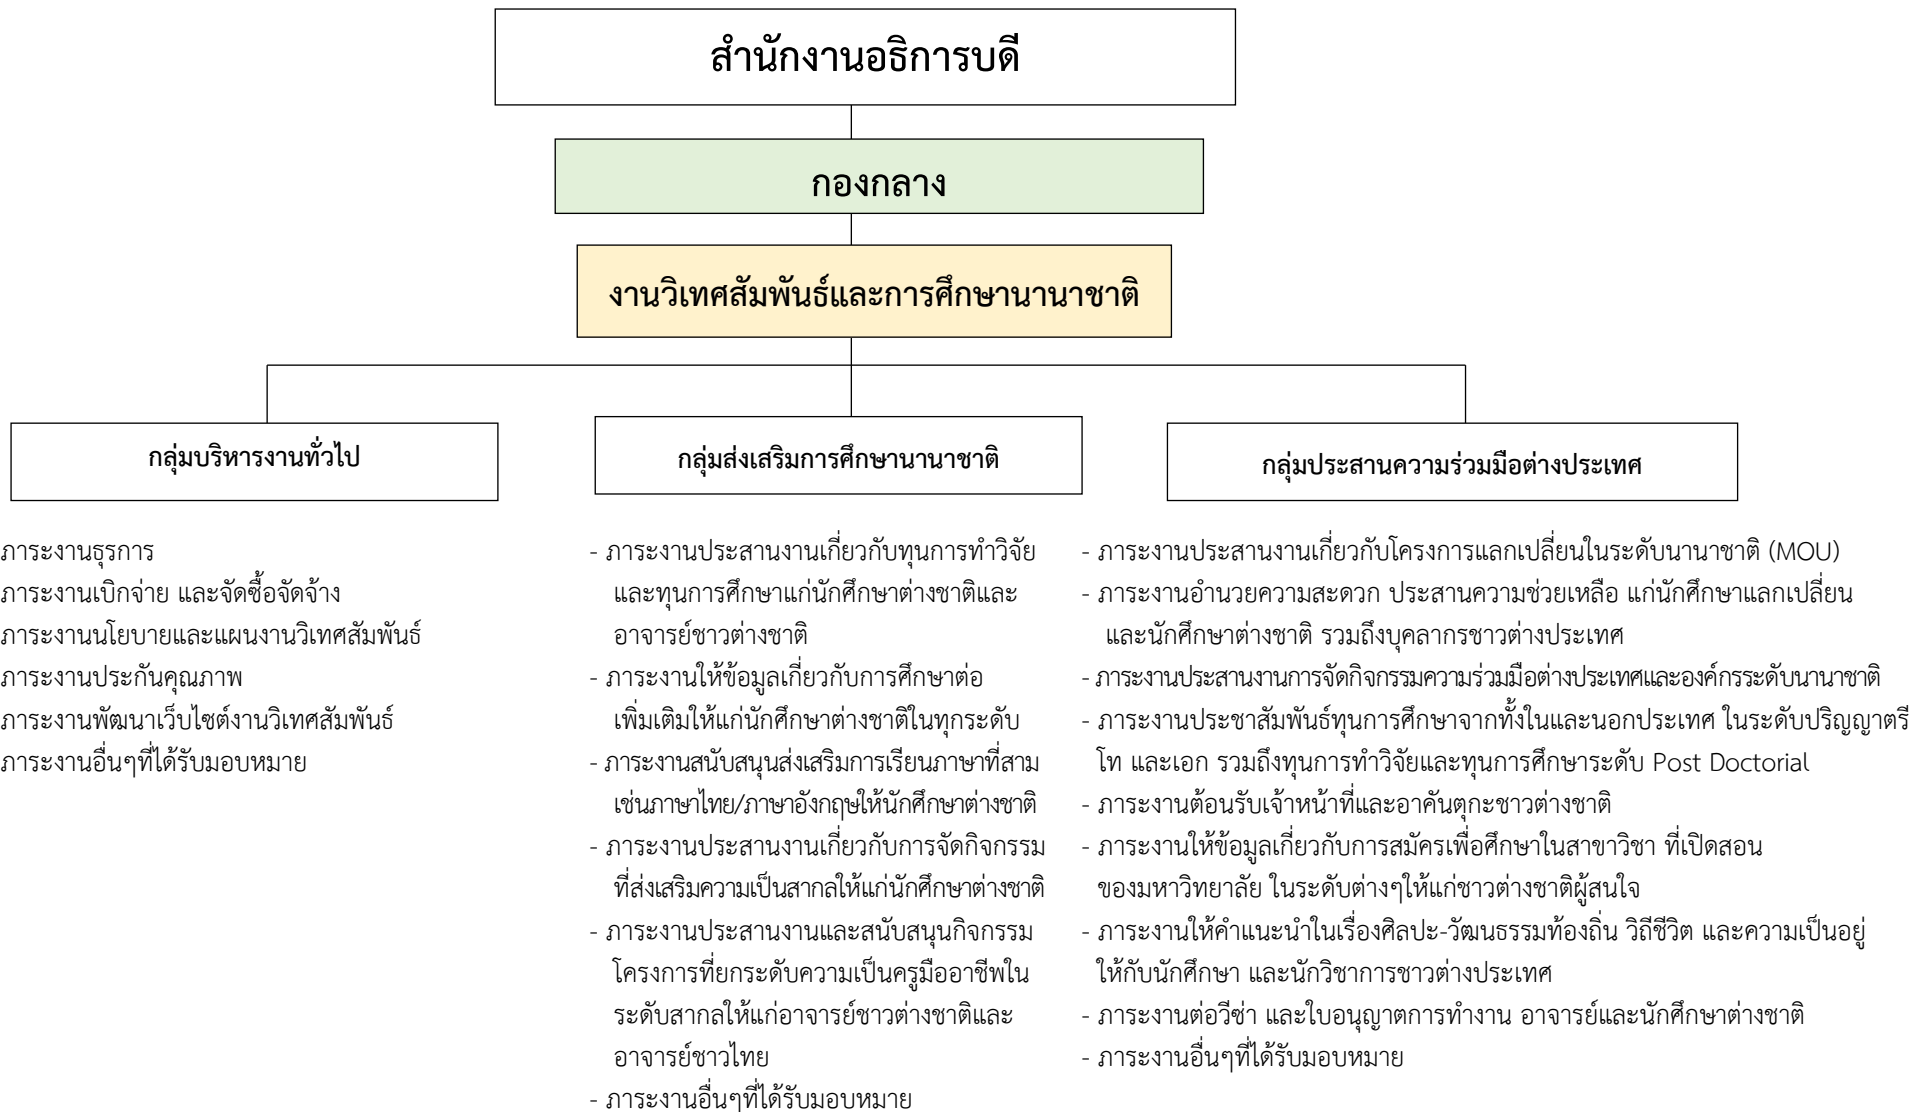 สำนักงานอธิการบดี
กองกลาง
งานวิเทศสัมพันธ์และการศึกษานานาชาติ
กลุ่มบริหารงานทั่วไป
ภาระงานธุรการ
ภาระงานเบิกจ่าย และจัดซื้อจัดจ้าง
ภาระงานนโยบายและแผนงานวิเทศสัมพันธ์
ภาระงานประกันคุณภาพ
ภาระงานพัฒนาเว็บไซต์งานวิเทศสัมพันธ์
ภาระงานอื่นๆที่ได้รับมอบหมาย
กลุ่มส่งเสริมการศึกษานานาชาติ
- ภาระงานประสานงานเกี่ยวกับทุนการทำวิจัย
และทุนการศึกษาแก่นักศึกษาต่างชาติและ
อาจารย์ชาวต่างชาติ
- ภาระงานให้ข้อมูลเกี่ยวกับการศึกษาต่อ
เพิ่มเติมให้แก่นักศึกษาต่างชาติในทุกระดับ
- ภาระงานสนับสนุนส่งเสริมการเรียนภาษาที่สาม
เช่นภาษาไทย/ภาษาอังกฤษให้นักศึกษาต่างชาติ
- ภาระงานประสานงานเกี่ยวกับการจัดกิจกรรม
ที่ส่งเสริมความเป็นสากลให้แก่นักศึกษาต่างชาติ
- ภาระงานประสานงานและสนับสนุนกิจกรรม
โครงการที่ยกระดับความเป็นครูมืออาชีพใน
ระดับสากลให้แก่อาจารย์ชาวต่างชาติและ
อาจารย์ชาวไทย
- ภาระงานอื่นๆที่ได้รับมอบหมาย
กลุ่มประสานความร่วมมือต่างประเทศ
- ภาระงานประสานงานเกี่ยวกับโครงการแลกเปลี่ยนในระดับนานาชาติ (MOU)
- ภาระงานอำนวยความสะดวก ประสานความช่วยเหลือ แก่นักศึกษาแลกเปลี่ยน
และนักศึกษาต่างชาติ รวมถึงบุคลากรชาวต่างประเทศ
- ภาระงานประสานงานการจัดกิจกรรมความร่วมมือต่างประเทศและองค์กรระดับนานาชาติ
- ภาระงานประชาสัมพันธ์ทุนการศึกษาจากทั้งในและนอกประเทศ ในระดับปริญญาตรี
โท และเอก รวมถึงทุนการทำวิจัยและทุนการศึกษาระดับ Post Doctorial
- ภาระงานต้อนรับเจ้าหน้าที่และอาคันตุกะชาวต่างชาติ
- ภาระงานให้ข้อมูลเกี่ยวกับการสมัครเพื่อศึกษาในสาขาวิชา ที่เปิดสอน
ของมหาวิทยาลัย ในระดับต่างๆให้แก่ชาวต่างชาติผู้สนใจ
- ภาระงานให้คำแนะนำในเรื่องศิลปะ-วัฒนธรรมท้องถิ่น วิถีชีวิต และความเป็นอยู่
ให้กับนักศึกษา และนักวิชาการชาวต่างประเทศ
- ภาระงานต่อวีซ่า และใบอนุญาตการทำงาน อาจารย์และนักศึกษาต่างชาติ
- ภาระงานอื่นๆที่ได้รับมอบหมาย